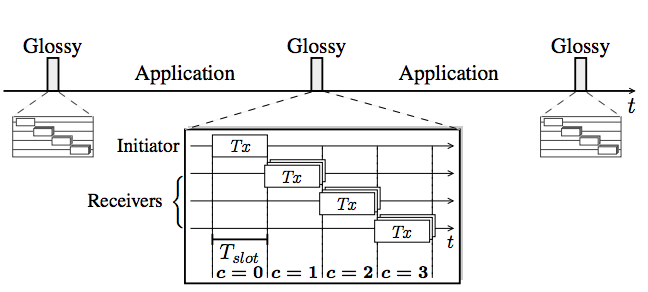 Glossy Glossy Glossy
Application Application
t
Initiator Tx
Tx
Receivers Tx
Tx
t
T_slot
c = 0 c = 1 c = 2 c = 3